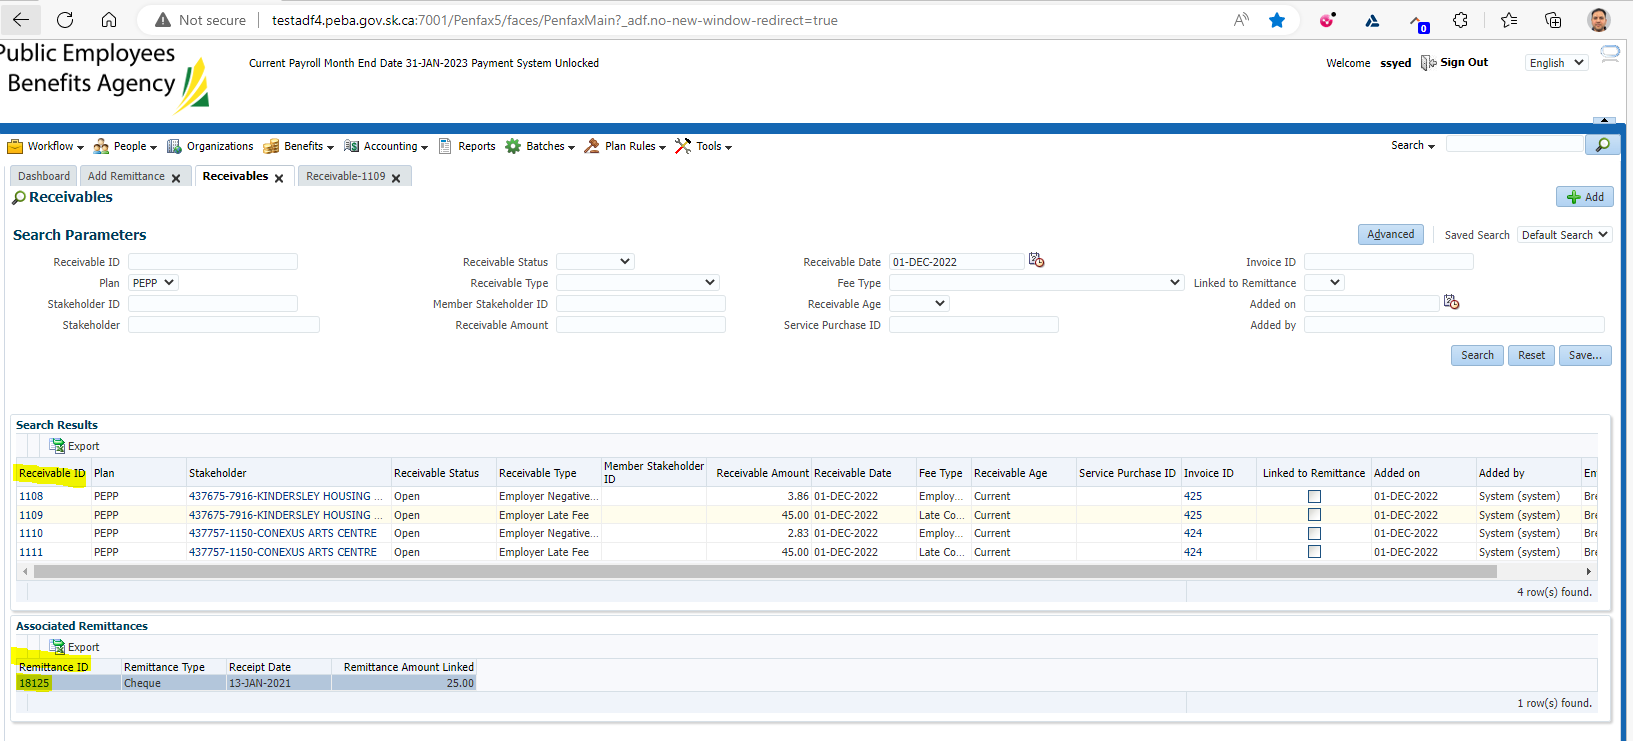 Not secure testadf4.peba.gov.sk.ca:7001/Penfax5/faces/PenfaxMain?_adf.no-new-window-redirect=true
0
Public Employees
Benefits Agency
Current Payroll Month End Date 31-JAN-2023 Payment System Unlocked
Welcome ssyed Sign Out English
Workflow People Organizations Benefits Accounting Reports Batches Plan Rules Tools Search
Dashboard Add Remittance Receivables Receivable-1109
Receivables Add
Search Parameters Advanced Saved Search Default Search
Receivable ID Receivable Status Receivable Date 01-DEC-2022 Invoice ID
Plan PEPP Receivable Type Fee Type Linked to Remittance
Stakeholder ID Member Stakeholder ID Receivable Age Added on
Stakeholder Receivable Amount Service Purchase ID Added by
Search Reset Save...
Search Results
Export
Receivable ID Plan Stakeholder Receivable Status Receivable Type Member Stakeholder ID Receivable Amount Receivable Date Fee Type Receivable Age Service Purchase ID Invoice ID Linked to Remittance Added on Added by En
1108 PEPP 437675-7916-KINDERSLEY HOUSING ... Open Employer Negative... 3.86 01-DEC-2022 Employ... Current 425 01-DEC-2022 System (system) Bre
1109 PEPP 437675-7916-KINDERSLEY HOUSING ... Open Employer Late Fee 45.00 01-DEC-2022 Late Co... Current 425 01-DEC-2022 System (system) Bre
1110 PEPP 437757-1150-CONEXUS ARTS CENTRE Open Employer Negative... 2.83 01-DEC-2022 Employ... Current 424 01-DEC-2022 System (system) Bre
1111 PEPP 437757-1150-CONEXUS ARTS CENTRE Open Employer Late Fee 45.00 01-DEC-2022 Late Co... Current 424 01-DEC-2022 System (system) Bre
4 row(s) found.
Associated Remittances
Export
Remittance ID Remittance Type Receipt Date Remittance Amount Linked
18125 Cheque 13-JAN-2021 25.00
1 row(s) found.